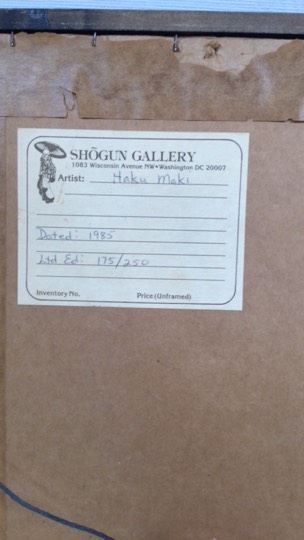 SHŌGUN GALLERY
1083 Wisconsin Avenue NW•Washington DC 20007
Artist: Haku Maki
Dated: 1985
Ltd Ed: 175/250
Inventory No. Price (Unframed)